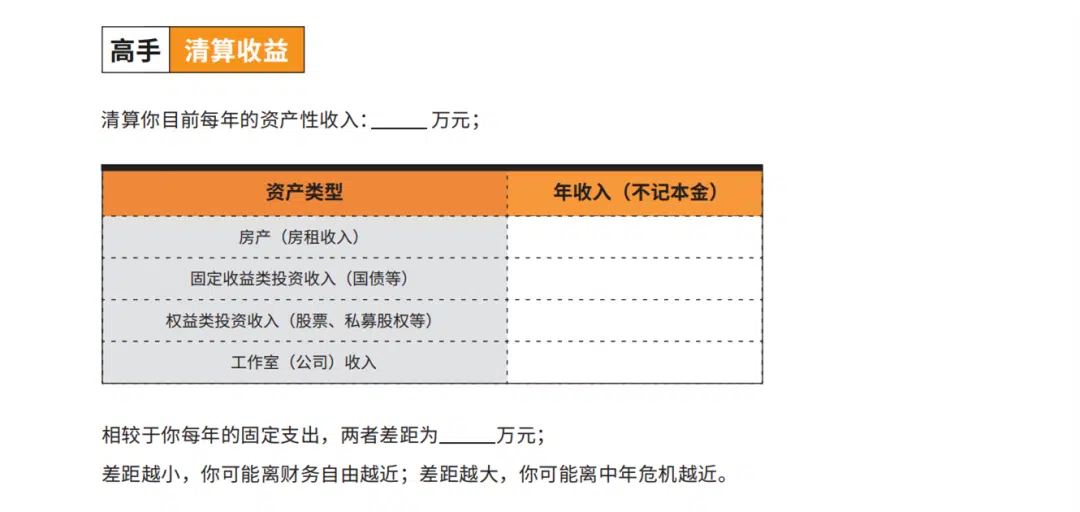 高手 清算收益
清算你目前每年的资产性收入：_____ 万元；
资产类型 年收入（不记本金）
房产（房租收入）
固定收益类投资收入（国债等）
权益类投资收入（股票、私募股权等）
工作室（公司）收入
相较于你每年的固定支出，两者差距为_____万元；
差距越小，你可能离财务自由越近；差距越大，你可能离中年危机越近。